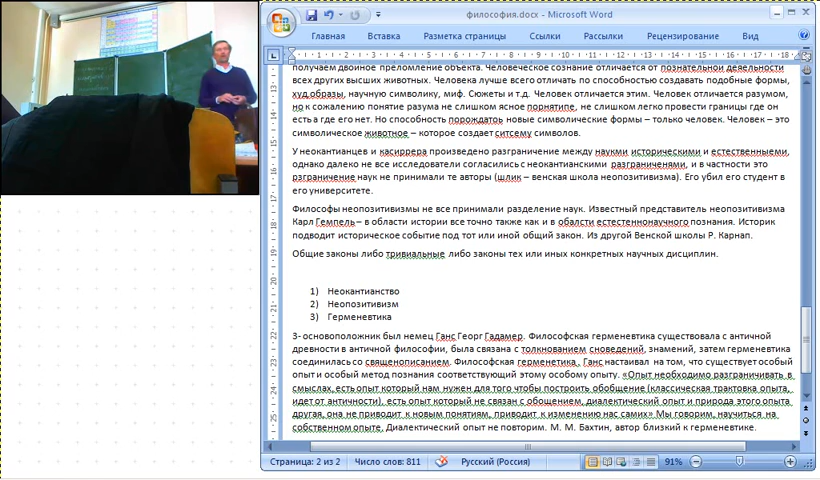 философия.docx - Microsoft Word
Главная Вставка Разметка страницы Ссылки Рассылки Рецензирование Вид
получаем двойное преломление объекта. Человеческое сознание отличается от познательной деяельности
всех других высших животных. Человека лучше всего отличать по способностью создавать подобные формы,
худ.образы, научную символику, миф. Сюжеты и т.д. Человек отличается этим. Человек отличается разумом,
но к сожалению понятие разума не слишком ясное порнятипе, не слишком легко провести границы где он
есть а где его нет. Но способность порождатоь новые символические формы – только человек. Человек – это
символическое животное – которое создает ситсему символов.
У неокантианцев и касиррера произведено разграничение между наукми историческими и естественныеми,
однако далеко не все исследователи согласились с неокантианскими разграниченями, и в частности это
рзграничение наук не принимали те авторы (шлик – венская школа неопозитивизма). Его убил его студент в
его университете.
Философы неопозитивизмы не все принимали разделение наук. Известный представитель неопозитивизма
Карл Гемпель – в области истории все точно также как и в обалсти естестеннонаучного познания. Историк
подводит историческое событие под тот или иной общий закон. Из другой Венской школы Р. Карнап.
Общие законы либо тривиальные либо законы тех или иных конкретных научных дисциплин.
1) Неокантианство
2) Неопозитивизм
3) Герменевтика
3- основоположник был немец Ганс Георг Гадамер. Философская герменевтика существовала с античной
древности в античной философии, была связана с толкнованием сноведений, знамений, затем герменевтика
соединилась со священописанием. Философская герменетика , Ганс настаивал на том, что существует особый
опыт и особый метод познания соответствующий этому особому опыту. «Опыт необходимо разграничивать в
смыслах, есть опыт который нам нужен для того чтобы построить обобщение (классическая трактовка опыта,
идет от античности), есть опыт который не связан с обощением, диалектический опыт и природа этого опыта
другая, она не приводит к новым понятиям, приводит к изменению нас самих» Мы говорим, научиться на
собственном опыте. Диалектический опыт не повторим. М. М. Бахтин, автор близкий к герменевтике.
Страница: 2 из 2 Число слов: 811 Русский (Россия) 91%